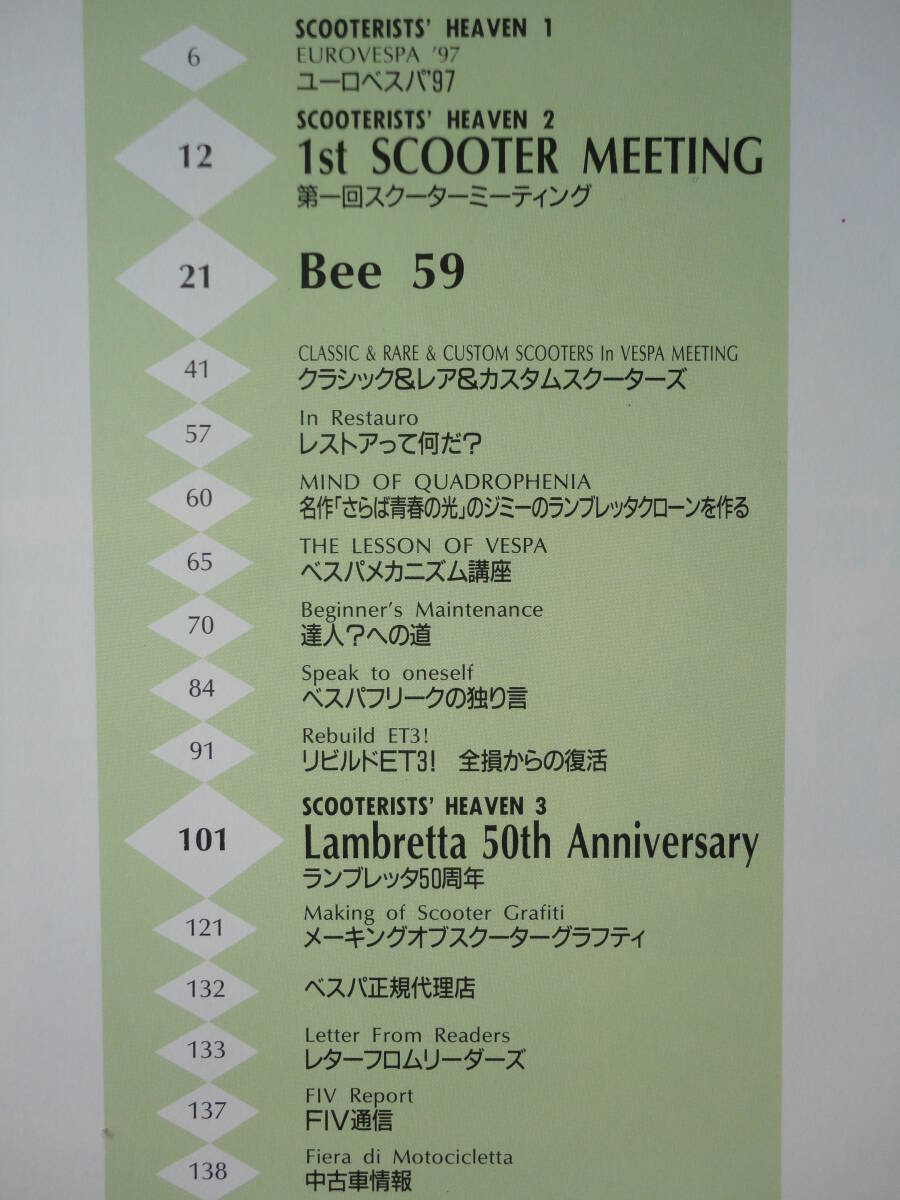 SCOOTERISTS' HEAVEN 1
6
EUROVESPA '97
ユーロベスパ'97
SCOOTERISTS' HEAVEN 2
12
1st SCOOTER MEETING
第一回スクーターミーティング
21
Bee 59
CLASSIC & RARE & CUSTOM SCOOTERS In VESPA MEETING
41
クラシック&レア&カスタムスクーターズ
In Restauro
57
レストアって何だ?
MIND OF QUADROPHENIA
60
名作「さらば青春の光」のジミーのランブレッタクローンを作る
THE LESSON OF VESPA
65
ベスパメカニズム講座
Beginner's Maintenance
70
達人?への道
Speak to oneself
84
ベスパフリークの独り言
Rebuild ET3!
91
リビルドET3! 全損からの復活
SCOOTERISTS' HEAVEN 3
101
Lambretta 50th Anniversary
ランブレッタ50周年
Making of Scooter Grafiti
121
メーキングオブスクーターグラフティ
132
ベスパ正規代理店
Letter From Readers
133
レターフロムリーダーズ
FIV Report
137
FIV通信
Fiera di Motocicletta
138
中古車情報